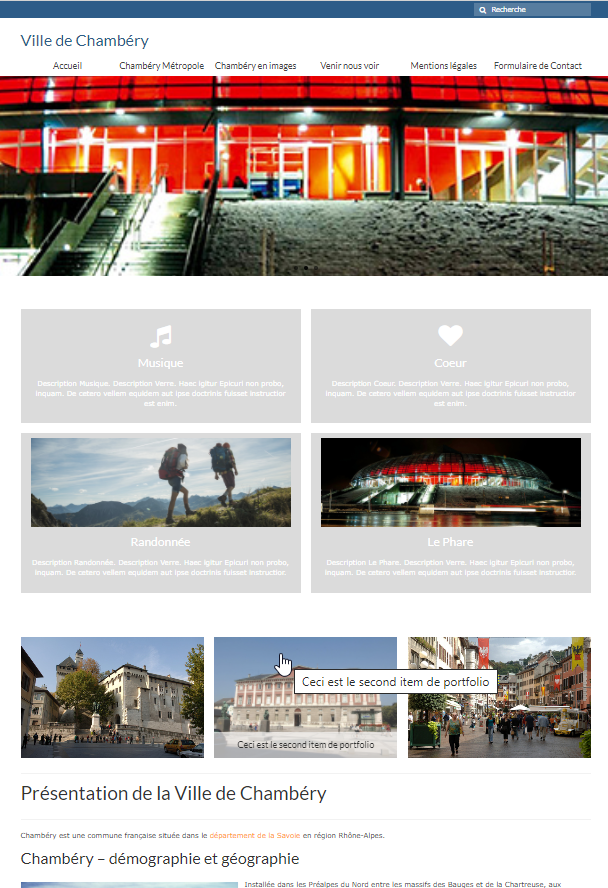 Recherche
Ville de Chambéry
Accueil Chambéry Métropole Chambéry en images Venir nous voir Mentions légales Formulaire de Contact
Musique
Description Musique. Description Verre. Haec igitur Epicuri non probo,
inquam. De cetero vellem equidem aut ipse doctrinis fuisset instructior
est enim.
Coeur
Description Coeur. Description Verre. Haec igitur Epicuri non probo,
inquam. De cetero vellem equidem aut ipse doctrinis fuisset instructior
est enim.
Randonnée
Description Randonnée. Description Verre. Haec igitur Epicuri non probo,
inquam. De cetero vellem equidem aut ipse doctrinis fuisset instructior.
Le Phare
Description Le Phare. Description Verre. Haec igitur Epicuri non probo,
inquam. De cetero vellem equidem aut ipse doctrinis fuisset instructior.
Ceci est le second item de portfolio
Ceci est le second item de portfolio
Présentation de la Ville de Chambéry
Chambéry est une commune française située dans le département de la Savoie en région Rhône-Alpes.
Chambéry – démographie et géographie
Installée dans les Préalpes du Nord entre les massifs des Bauges et de la Chartreuse, aux